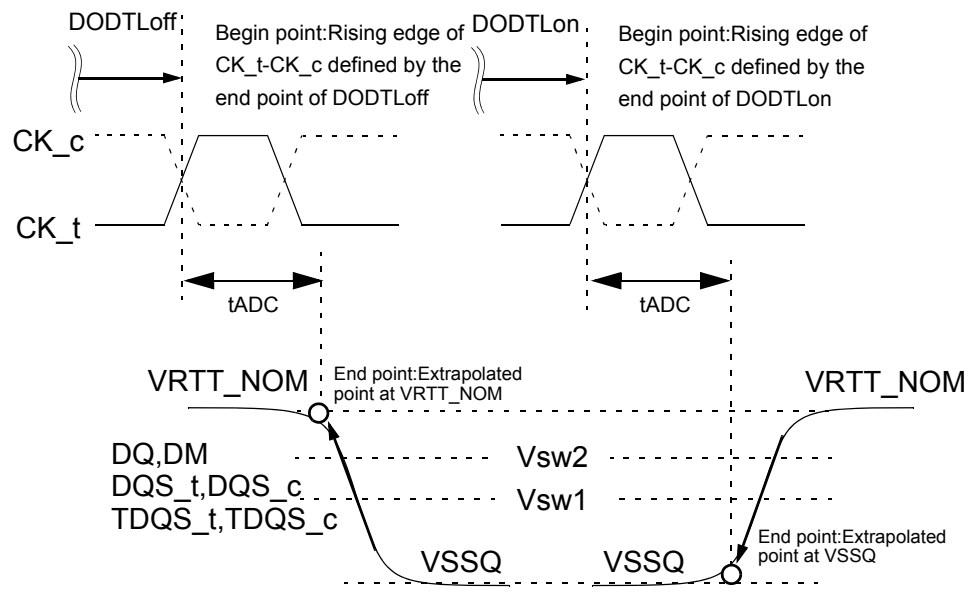 DODTLoff
Begin point:Rising edge of
CK_t-CK_c defined by the
end point of DODTLoff
DODTLon
Begin point:Rising edge of
CK_t-CK_c defined by the
end point of DODTLon
CK_c
CK_t
tADC
tADC
VRTT_NOM
End point:Extrapolated
point at VRTT_NOM
VRTT_NOM
DQ,DM
DQS_t,DQS_c
TDQS_t,TDQS_c
Vsw2
Vsw1
VSSQ
VSSQ
End point:Extrapolated
point at VSSQ